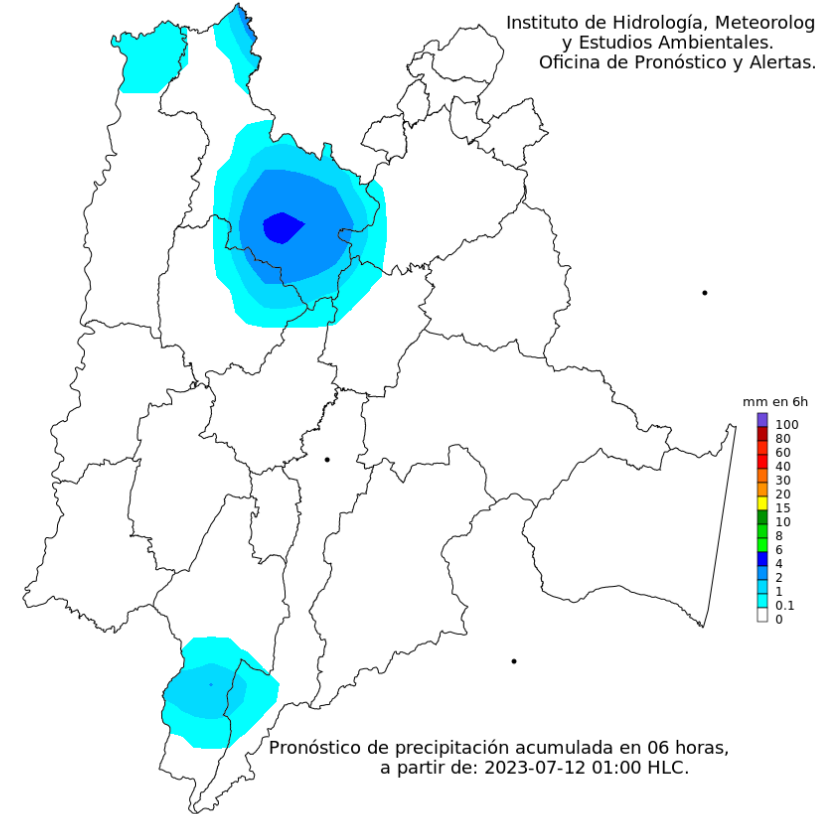 Instituto de Hidrología, Meteorolog
y Estudios Ambientales.
Oficina de Pronóstico y Alertas.
mm en 6h
100
80
60
40
30
20
15
10
8
6
4
2
1
0.1
0
Pronóstico de precipitación acumulada en 06 horas,
a partir de: 2023-07-12 01:00 HLC.